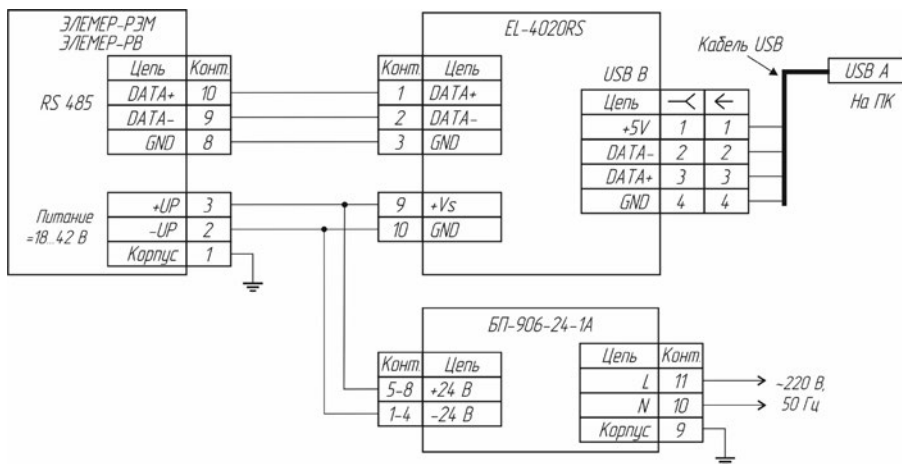 ЭЛЕМЕР-РЭМ
ЭЛЕМЕР-РВ
Цепь Конт.
RS 485
DATA+ 10
DATA- 9
GND 8
Питание
=18...42 В
+UP 3
-UP 2
Корпус 1
EL-4020RS
Конт. Цепь
1 DATA+
2 DATA-
3 GND
9 +Vs
10 GND
USB B
Цепь
+5V 1 1
DATA- 2 2
DATA+ 3 3
GND 4 4
Кабель USB
USB A
На ПК
БП-906-24-1А
Конт. Цепь
5-8 +24 В
1-4 -24 В
Цепь Конт.
L 11
N 10
Корпус 9
~220 В,
50 Гц